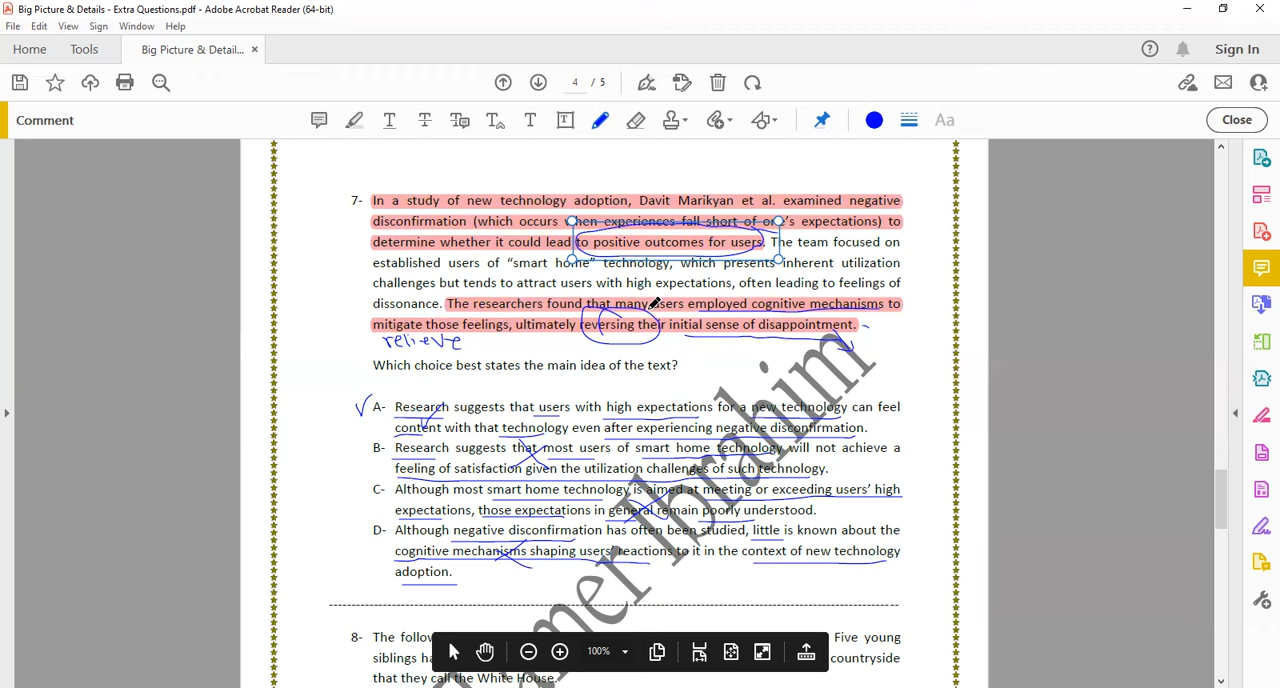 Big Picture & Details - Extra Questions.pdf - Adobe Acrobat Reader (64-bit)
File Edit View Sign Window Help
Home Tools Big Picture & Detail... × Sign In
4 / 5
Comment Aa Close
7- In a study of new technology adoption, Davit Marikyan et al. examined negative
disconfirmation (which occurs when experiences fall short of one's expectations) to
determine whether it could lead to positive outcomes for users. The team focused on
established users of “smart home” technology, which presents inherent utilization
challenges but tends to attract users with high expectations, often leading to feelings of
dissonance. The researchers found that many users employed cognitive mechanisms to
mitigate those feelings, ultimately reversing their initial sense of disappointment.
relieve
Which choice best states the main idea of the text?
A- Research suggests that users with high expectations for a new technology can feel
content with that technology even after experiencing negative disconfirmation.
B- Research suggests that most users of smart home technology will not achieve a
feeling of satisfaction given the utilization challenges of such technology.
C- Although most smart home technology is aimed at meeting or exceeding users' high
expectations, those expectations in general remain poorly understood.
D- Although negative disconfirmation has often been studied, little is known about the
cognitive mechanisms shaping users' reactions to it in the context of new technology
adoption.
8- The follow Five young
siblings ha countryside
that they call the White House.
100%
amer Ibrahim